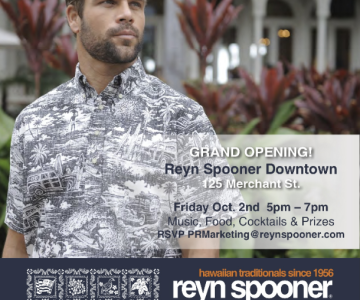 GRAND OPENING!
Reyn Spooner Downtown
125 Merchant St.
Friday Oct. 2nd 5pm – 7pm
Music, Food, Cocktails & Prizes
RSVP PRMarketing@reynspooner.com
hawaiian traditionals since 1956
reyn spooner